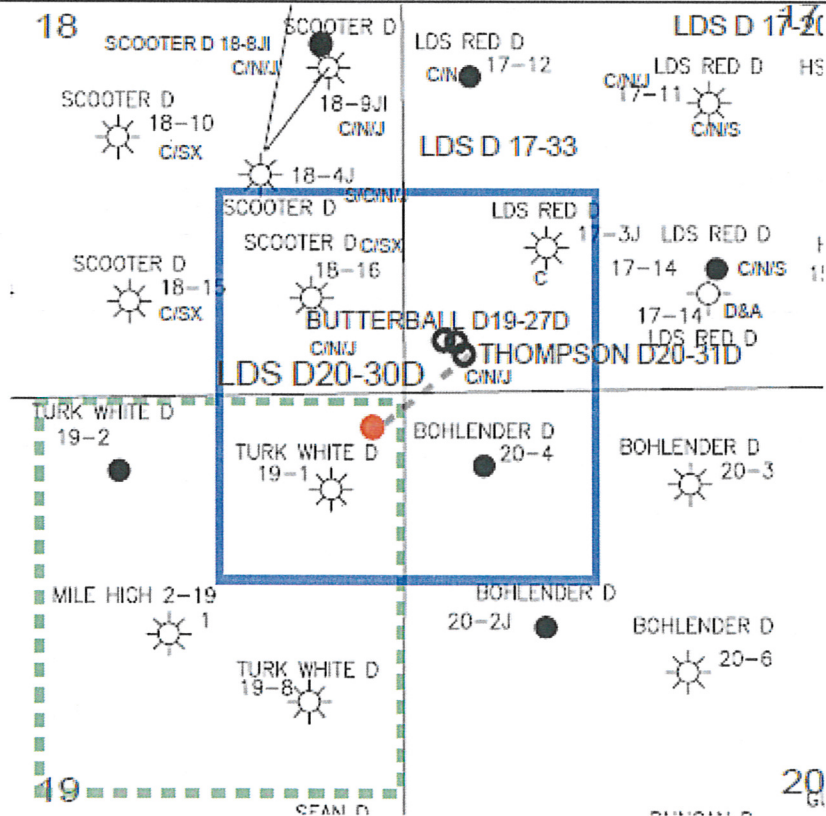 18
SCOOTER D
17
LDS D 17-20
SCOOTER D 18-8JI
C/N/J
LDS RED D
17-12
C/N
C/N/J
LDS RED D
17-11
C/N/S
HS
18-9JI
C/N/J
SCOOTER D
18-10
C/SX
LDS D 17-33
18-4J
S/C/N/J
SCOOTER D
LDS RED D
17-3J
C
SCOOTER D
C/SX
18-16
LDS RED D
17-14
C/N/S
SCOOTER D
18-15
C/SX
17-14
D&A
LDS RED D
BUTTERBALL D19-27D
C/N/J
THOMPSON D20-31D
C/N/J
LDS D20-30D
TURK WHITE D
19-2
TURK WHITE D
19-1
BOHLENDER D
20-4
BOHLENDER D
20-3
MILE HIGH 2-19
1
BOHLENDER D
20-2J
BOHLENDER D
20-6
TURK WHITE D
19-8
19
20
SEAN D